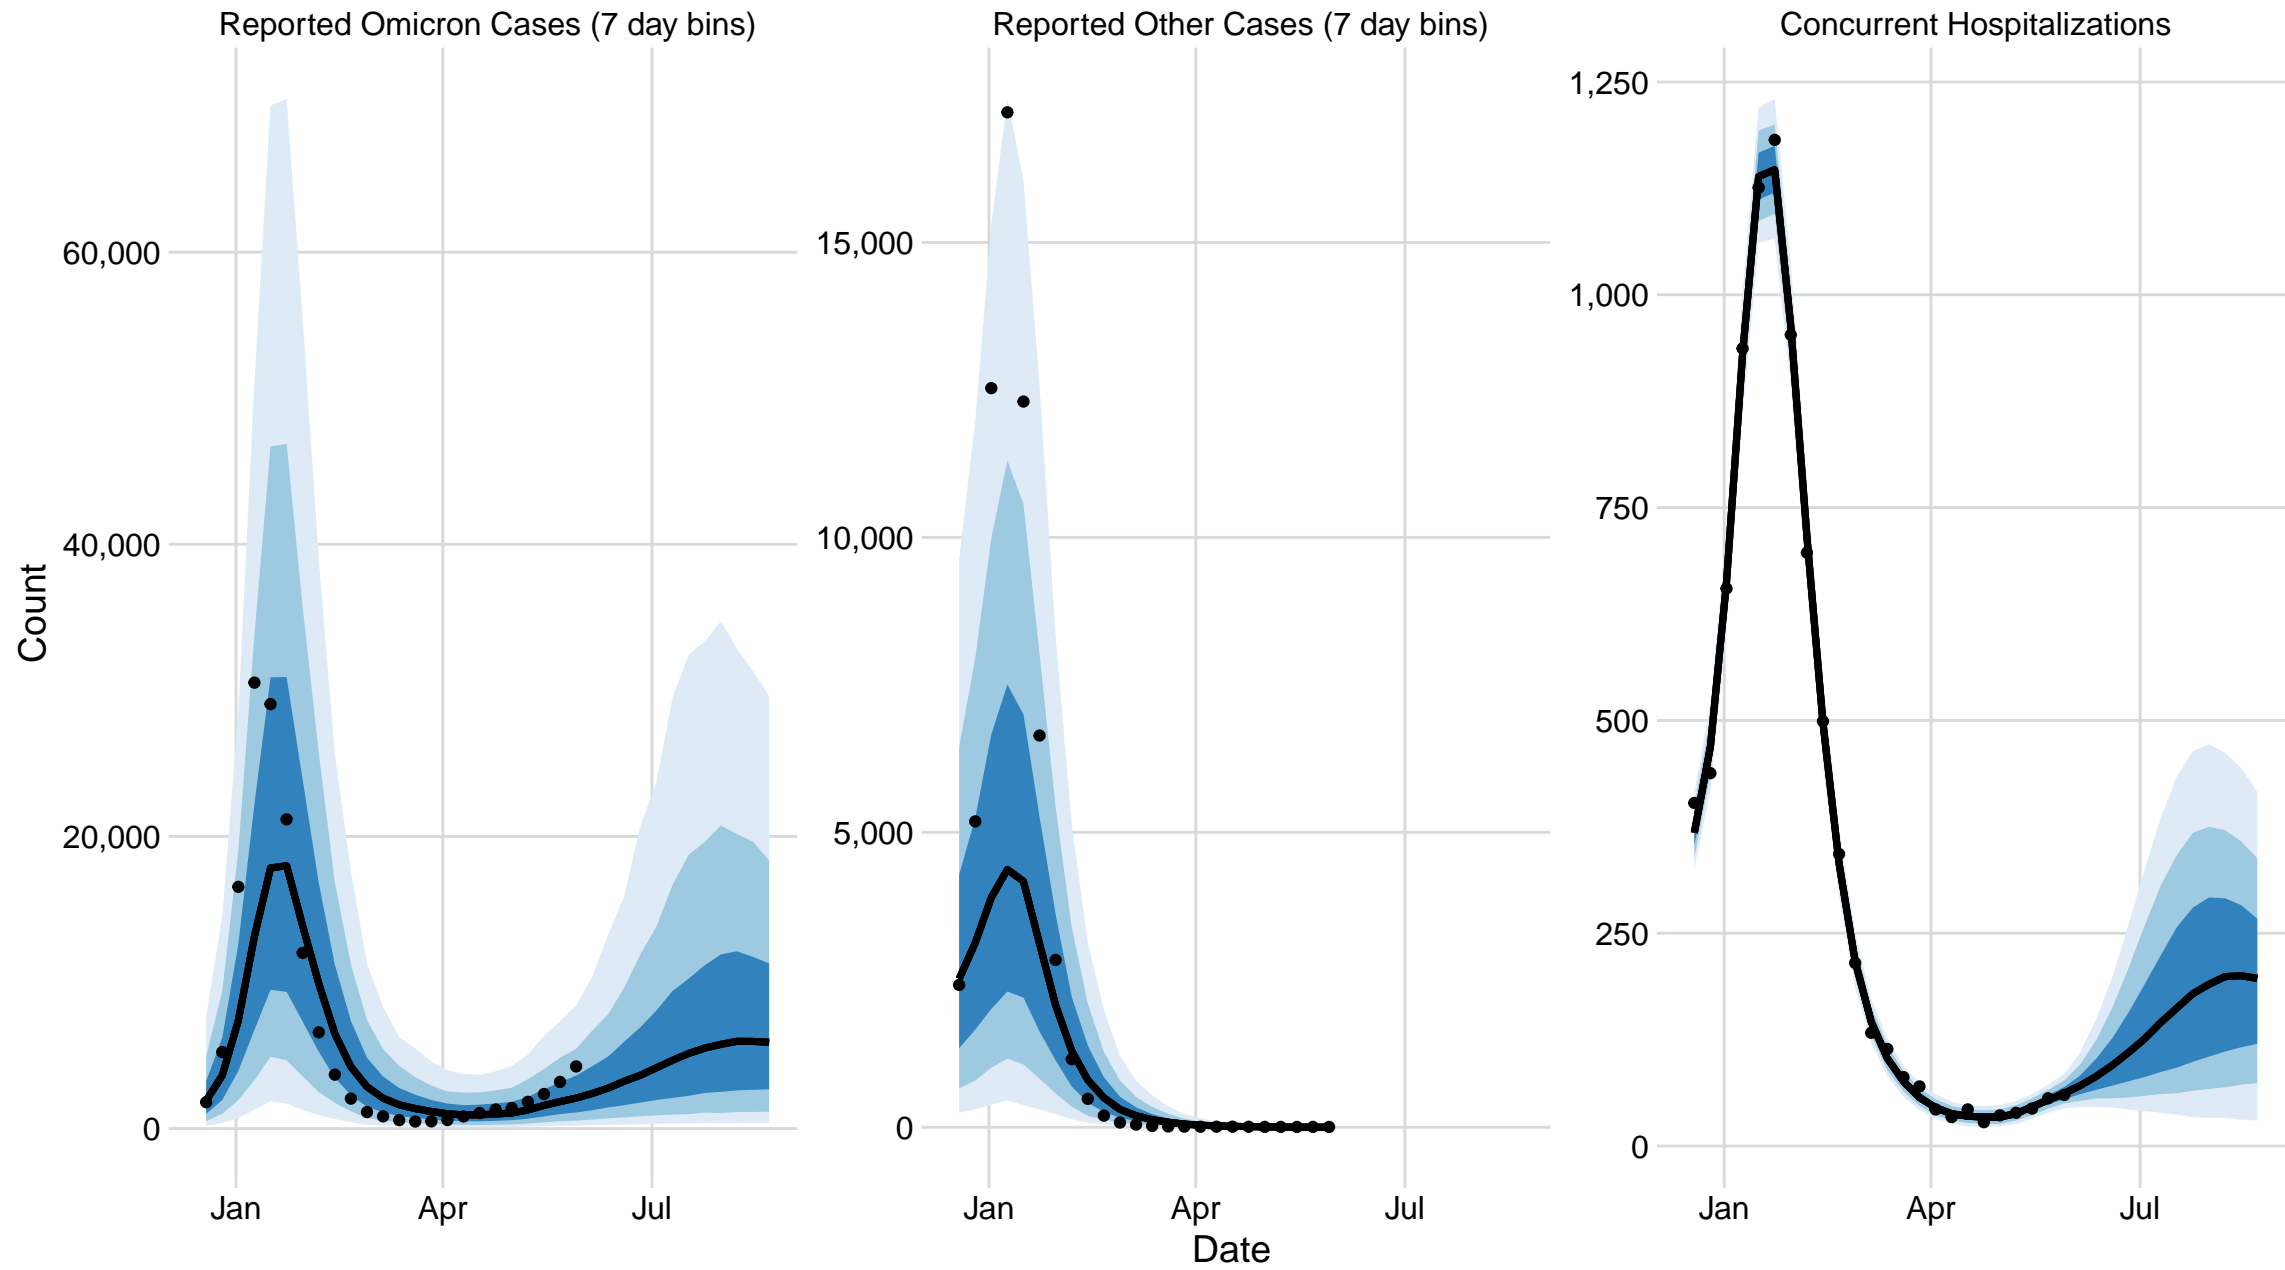 Reported Omicron Cases (7 day bins)
Reported Other Cases (7 day bins)
Concurrent Hospitalizations
Count
60,000
40,000
20,000
0
15,000
10,000
5,000
0
1,250
1,000
750
500
250
0
Jan Apr Jul
Jan Apr Jul
Jan Apr Jul
Date